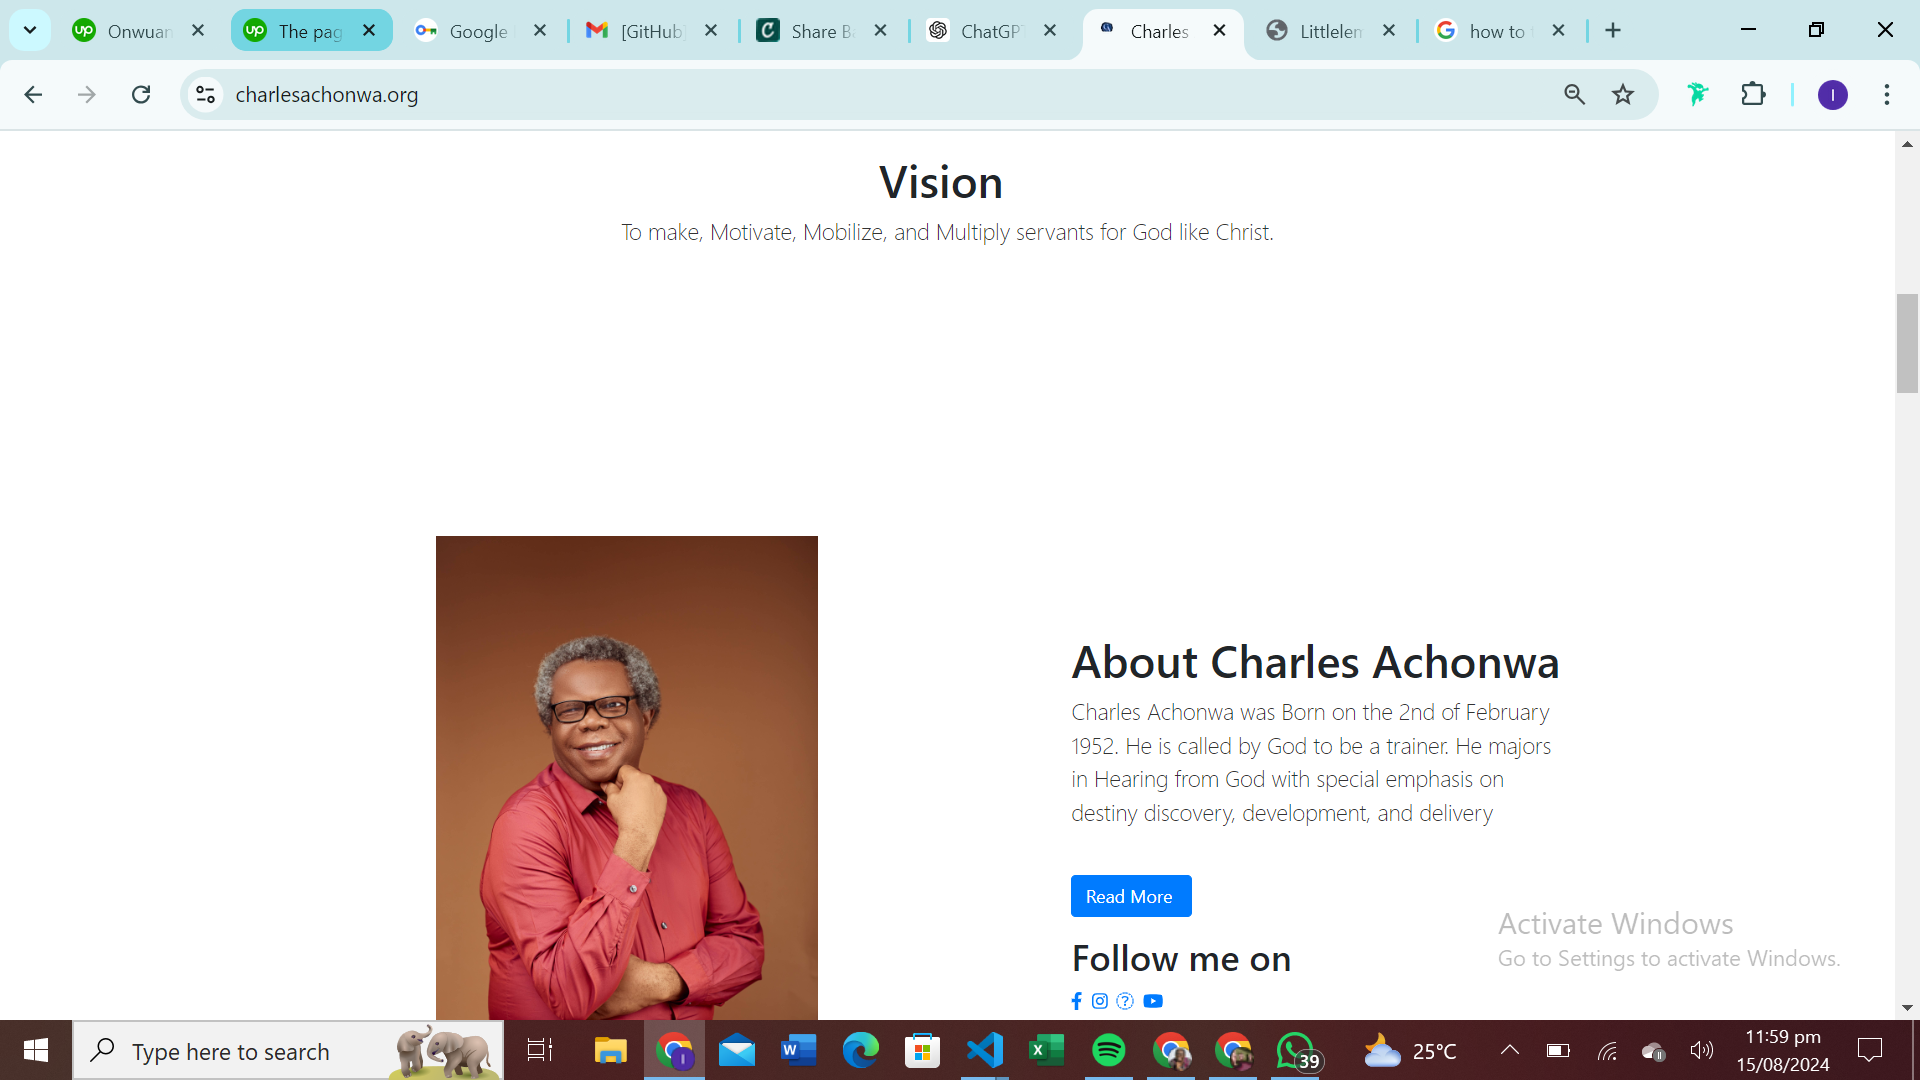 Onwuan
The pag
Google
[GitHub]
Share Ba
ChatGPT
Charles
Littlelem
how to
charlesachonwa.org
I
Vision
To make, Motivate, Mobilize, and Multiply servants for God like Christ.
About Charles Achonwa
Charles Achonwa was Born on the 2nd of February
1952. He is called by God to be a trainer. He majors
in Hearing from God with special emphasis on
destiny discovery, development, and delivery
Read More
Activate Windows
Go to Settings to activate Windows.
Follow me on
Type here to search
39
25°C
11:59 pm
15/08/2024